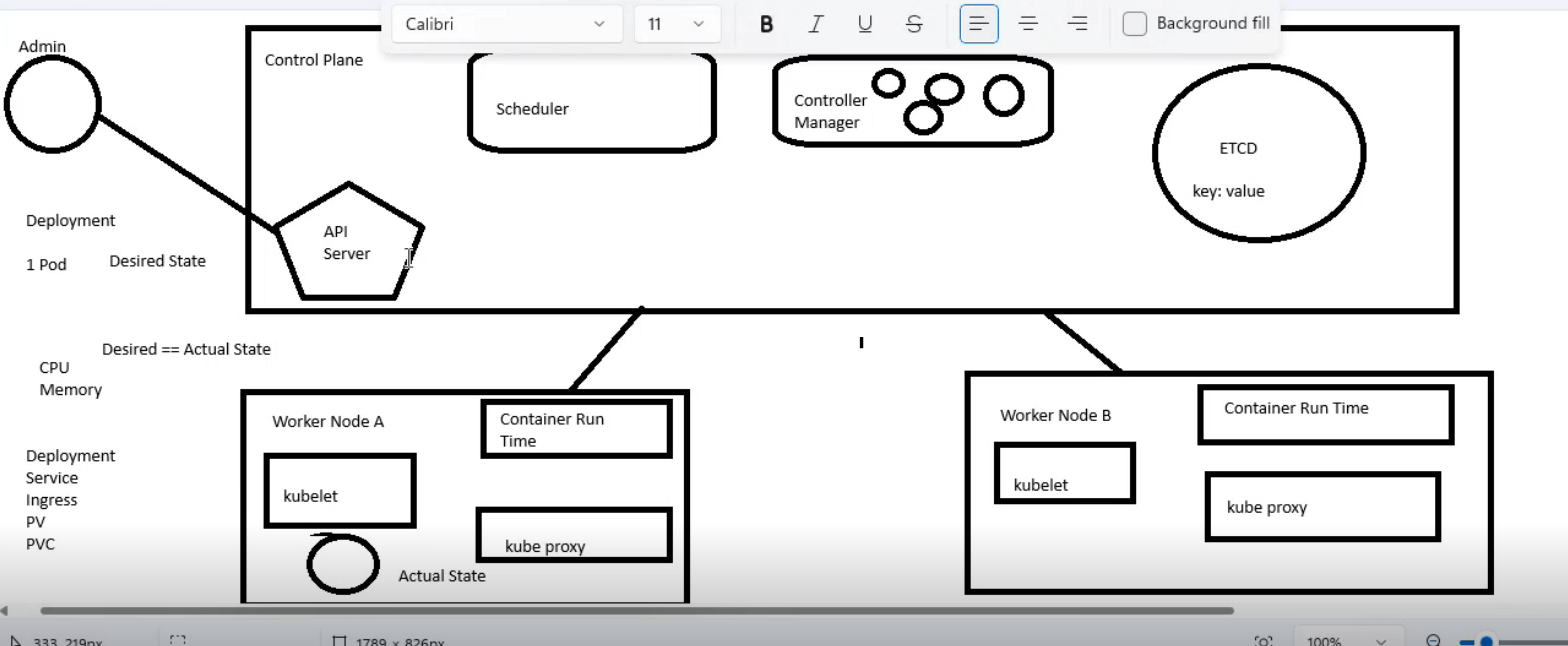 Calibri
11
B
I
U
S
Background fill
Admin
Control Plane
Scheduler
Controller
Manager
ETCD
key: value
API
Server
Deployment
1 Pod
Desired State
Desired == Actual State
CPU
Memory
Deployment
Service
Ingress
PV
PVC
Worker Node A
Container Run
Time
kubelet
kube proxy
Actual State
Worker Node B
Container Run Time
kubelet
kube proxy
333, 219px
1789 × 826px
100%